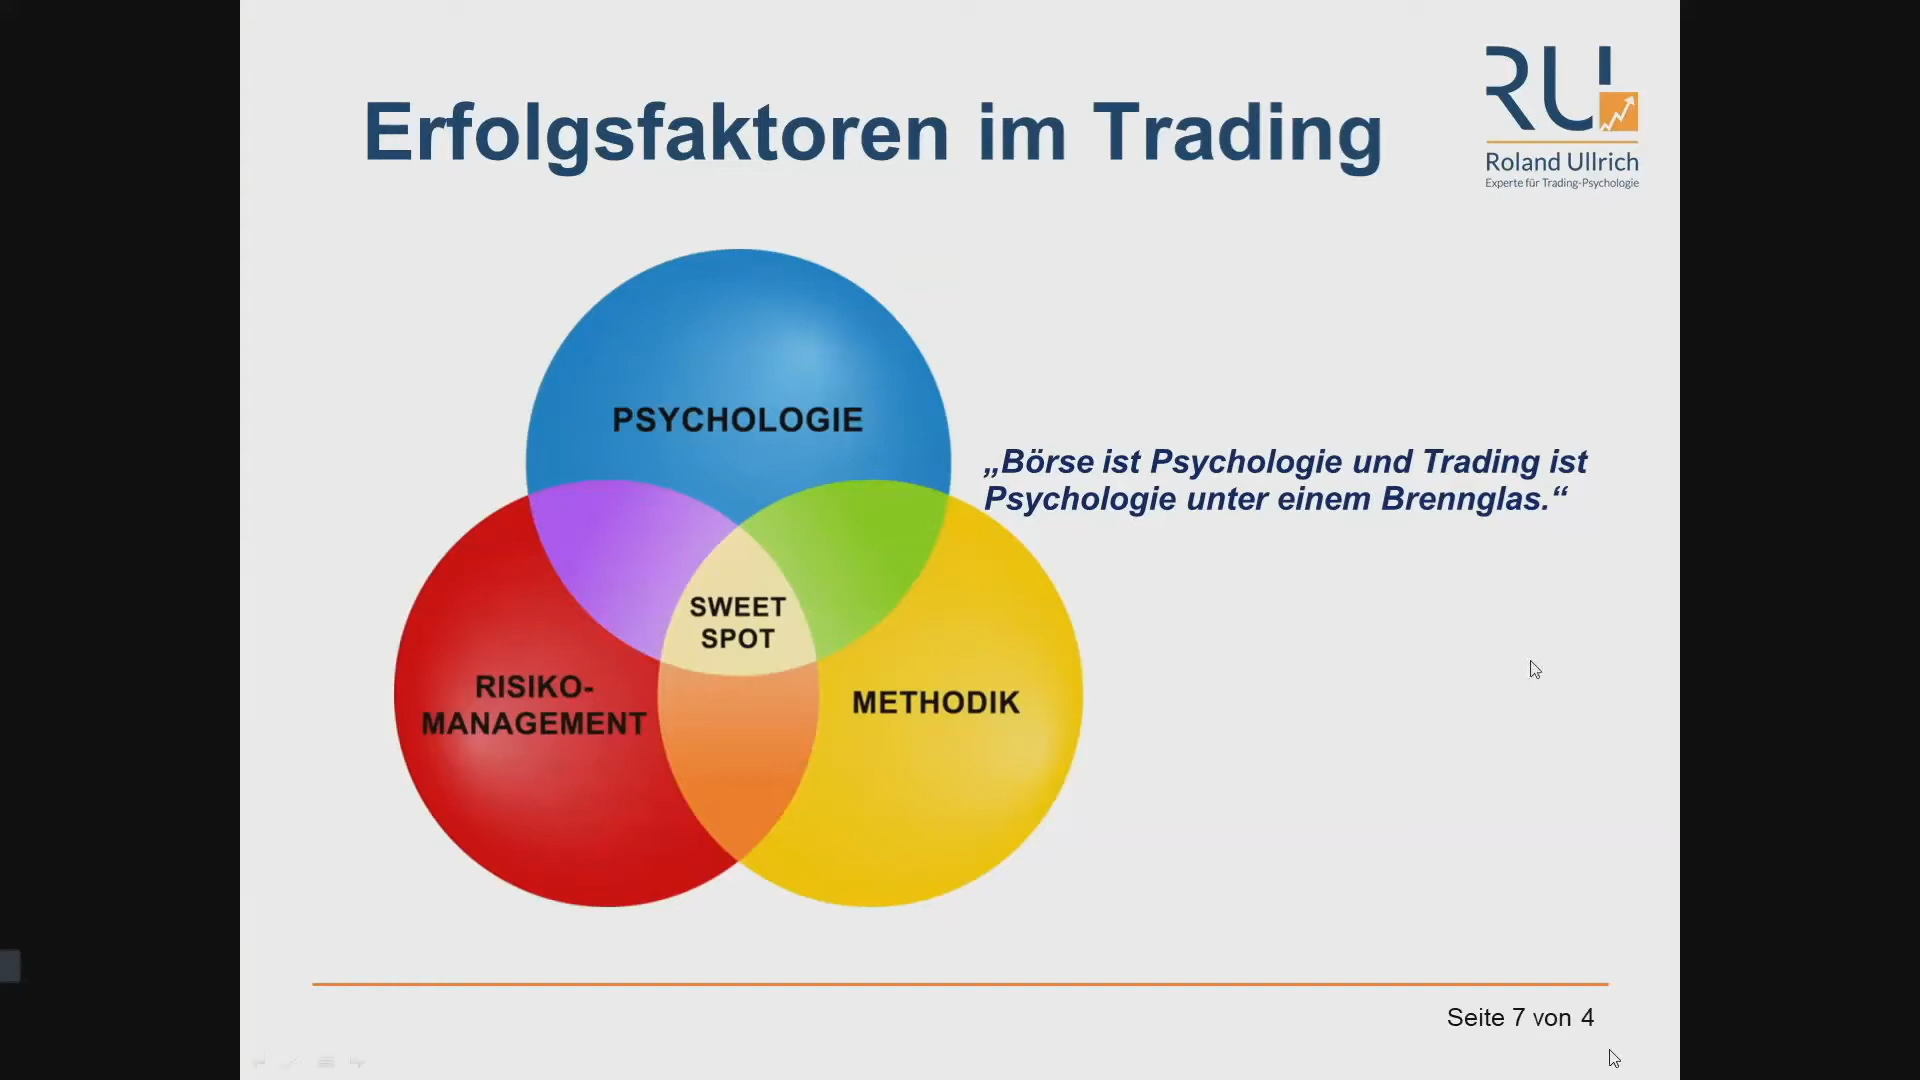 Erfolgsfaktoren im Trading
RU
Roland Ullrich
Experte für Trading-Psychologie
PSYCHOLOGIE
„Börse ist Psychologie und Trading ist
Psychologie unter einem Brennglas.“
SWEET
SPOT
RISIKO-
MANAGEMENT
METHODIK
Seite 7 von 4